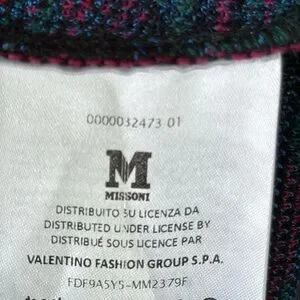 0000032473 01
M
MISSONI
DISTRIBUITO SU LICENZA DA
DISTRIBUTED UNDER LICENSE BY
DISTRIBUÉ SOUS LICENCE PAR
VALENTINO FASHION GROUP S.P.A.
FDF9A5Y5-MM2379F